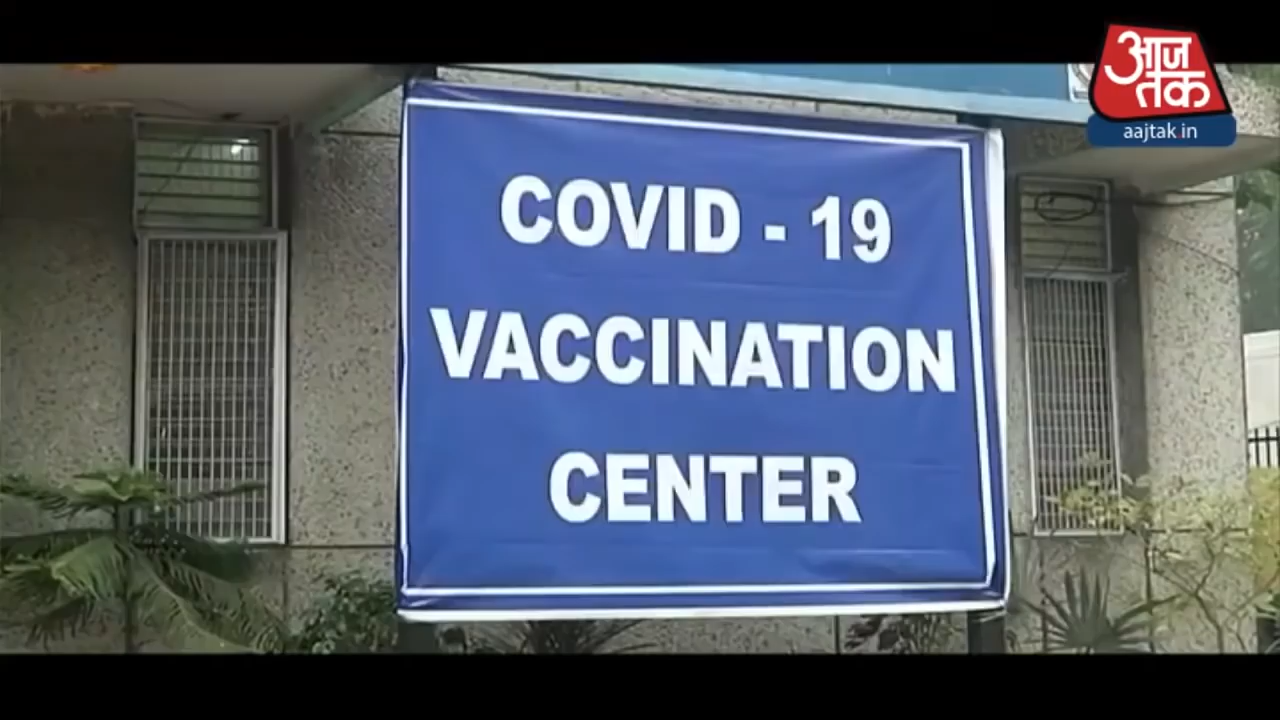 आज
तक
aajtak.in
COVID - 19
VACCINATION
CENTER